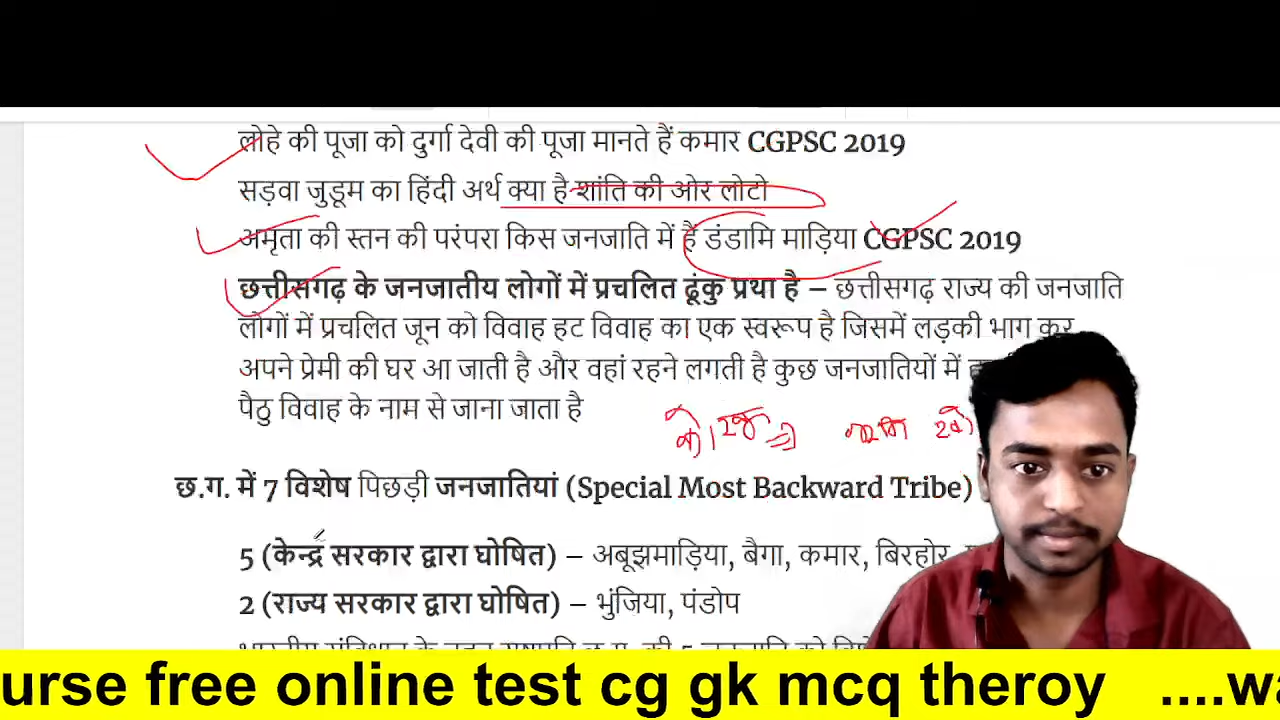 लोहे की पूजा को दुर्गा देवी की पूजा मानते हैं कमार CGPSC 2019
सड़वा जुडूम का हिंदी अर्थ क्या है शांति की ओर लोटो
अमृता की स्तन की परंपरा किस जनजाति में हैं डंडामि माड़िया CGPSC 2019
छत्तीसगढ़ के जनजातीय लोगों में प्रचलित ढूंकु प्रथा है – छत्तीसगढ़ राज्य की जनजाति
लोगों में प्रचलित जून को विवाह हट विवाह का एक स्वरूप है जिसमें लड़की भाग कर
अपने प्रेमी की घर आ जाती है और वहां रहने लगती है कुछ जनजातियों में
पैठु विवाह के नाम से जाना जाता है
छ.ग. में 7 विशेष पिछड़ी जनजातियां (Special Most Backward Tribe)
5 (केन्द्र सरकार द्वारा घोषित) – अबूझमाड़िया, बैगा, कमार, बिरहोर,
2 (राज्य सरकार द्वारा घोषित) – भुंजिया, पंडोप
urse free online test cg gk mcq theroy ....wa